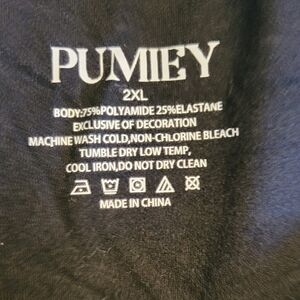 PUMIEY
2XL
BODY:75%POLYAMIDE 25%ELASTANE
EXCLUSIVE OF DECORATION
MACHINE WASH COLD,NON-CHLORINE BLEACH
TUMBLE DRY LOW TEMP,
COOL IRON,DO NOT DRY CLEAN
MADE IN CHINA